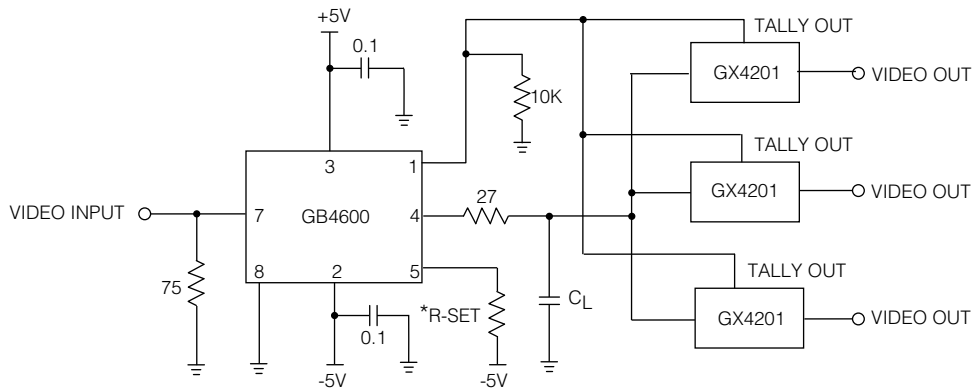 +5V
0.1
TALLY OUT
GX4201
VIDEO OUT
10K
3
1
TALLY OUT
GX4201
VIDEO OUT
VIDEO INPUT
7
GB4600
4
27
75
8
2
5
*R-SET
CL
0.1
-5V
-5V
TALLY OUT
GX4201
VIDEO OUT